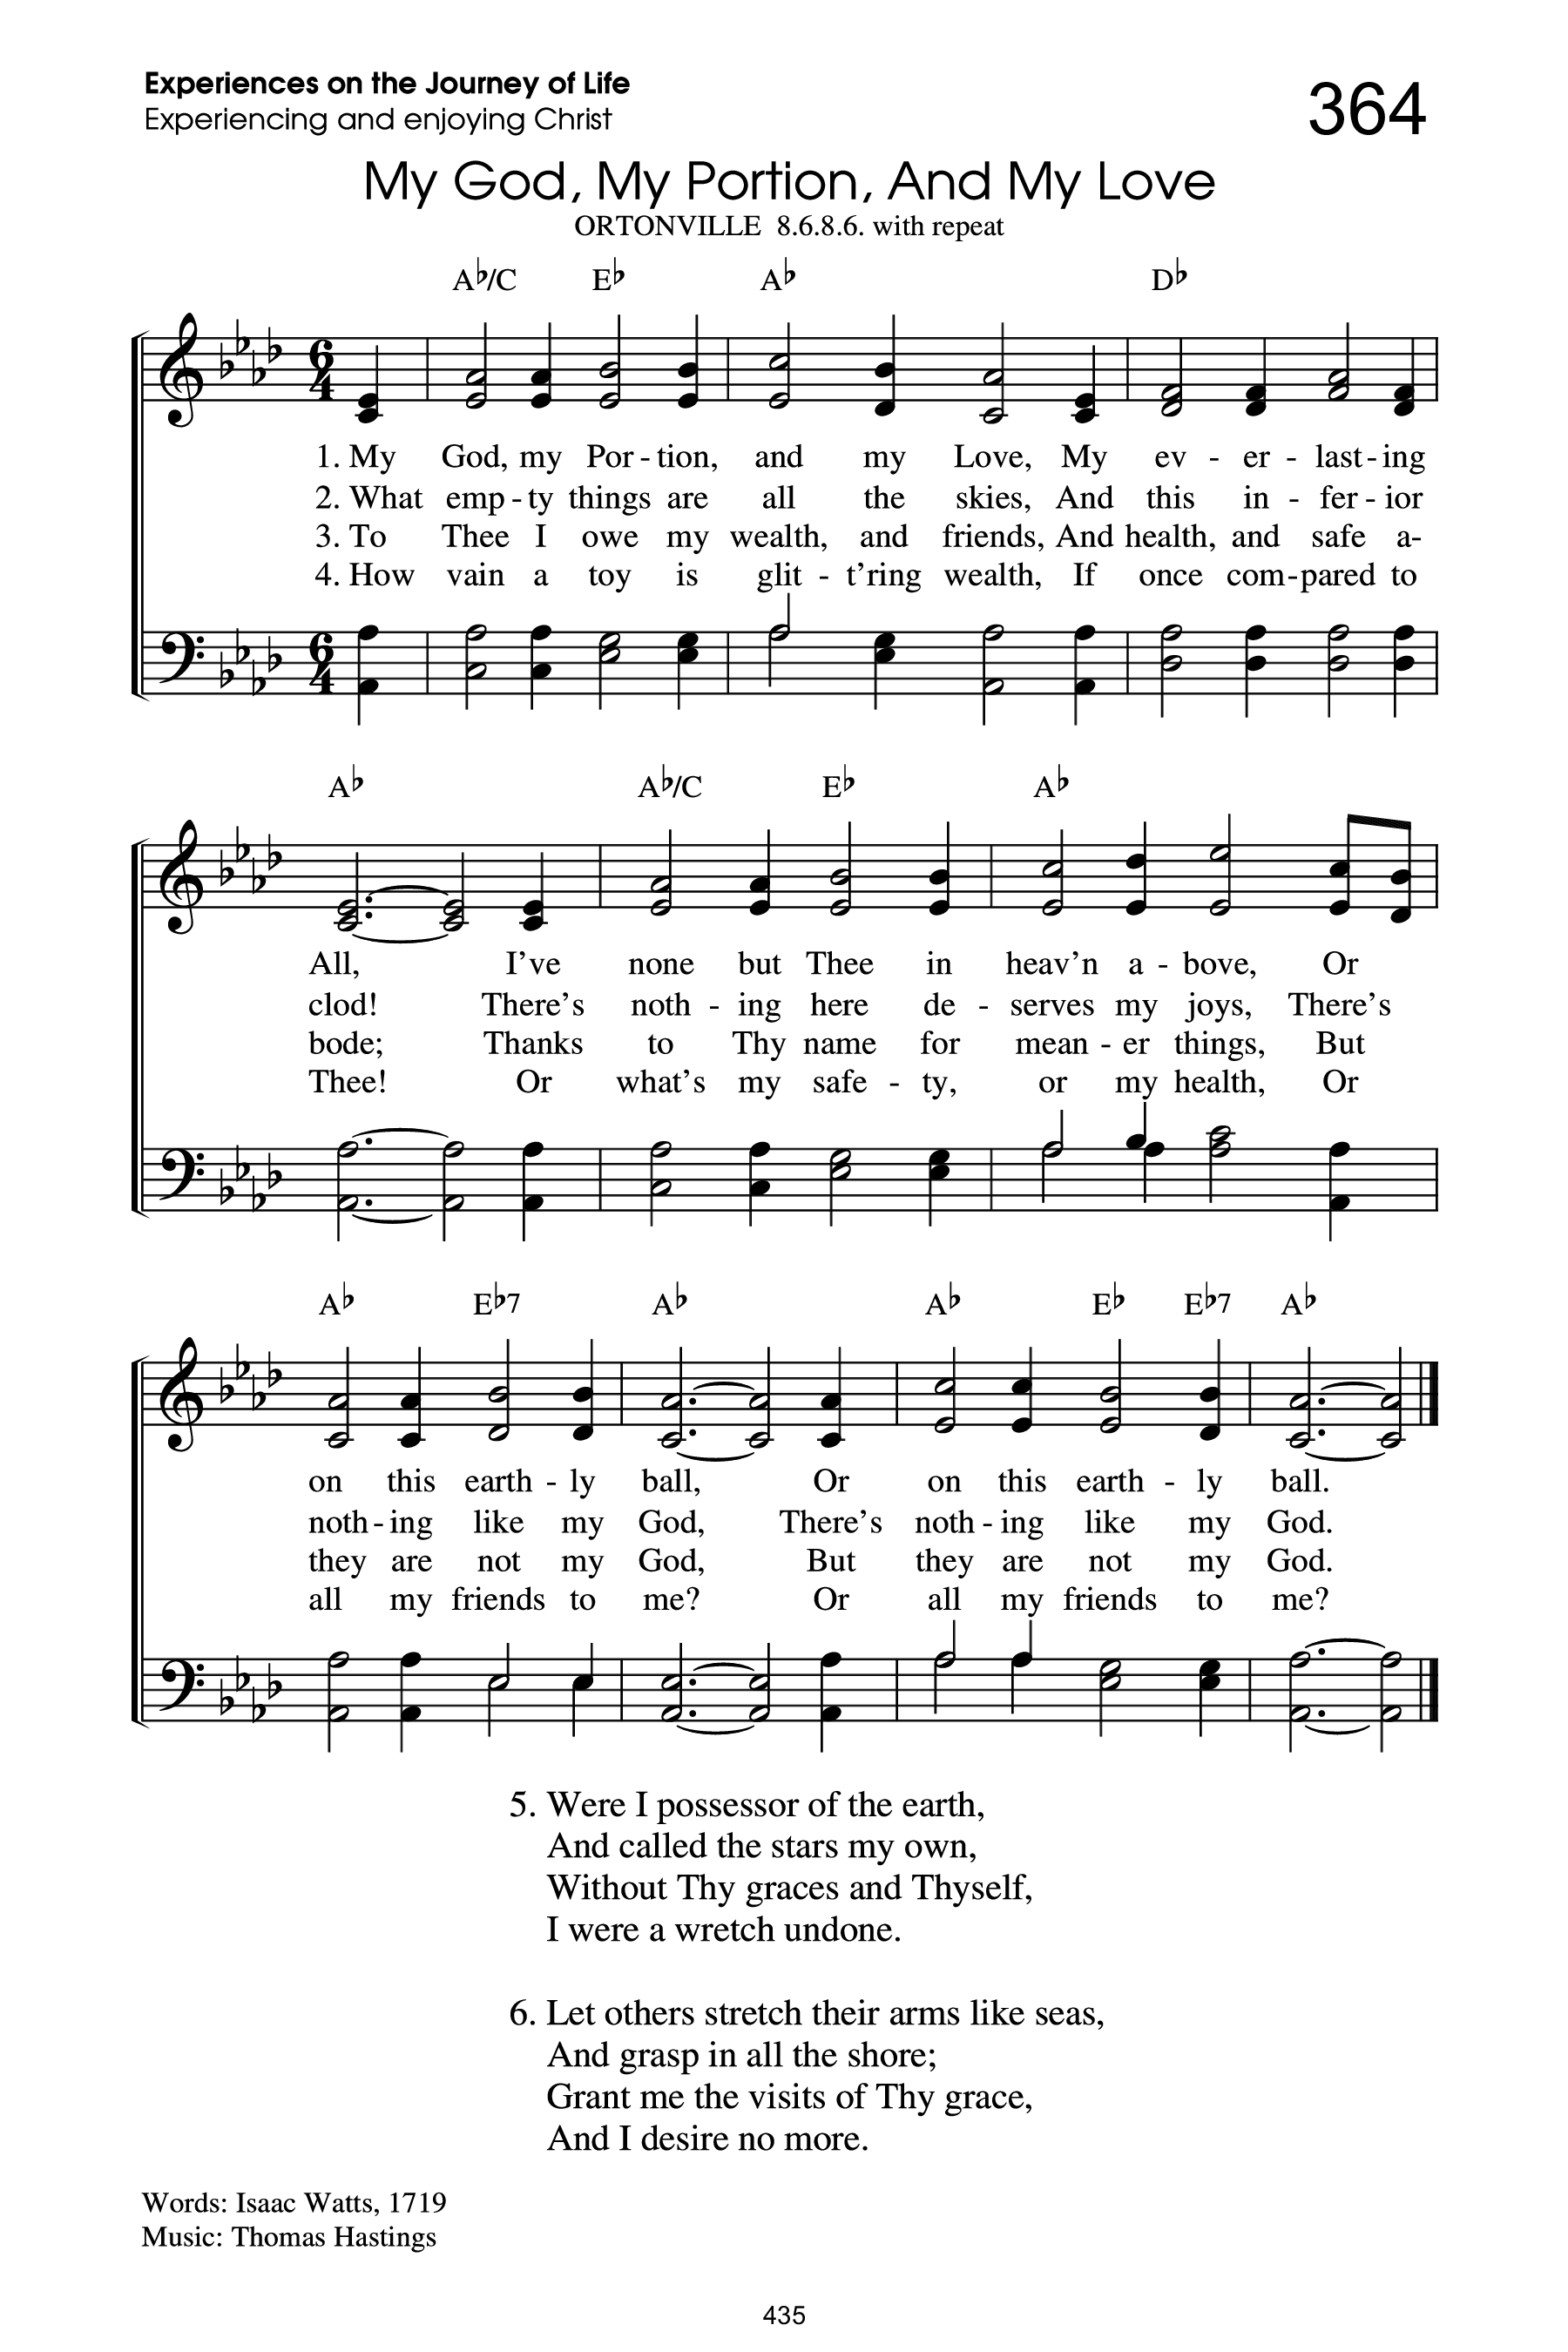 Experiences on the Journey of Life
Experiencing and enjoying Christ
364
My God, My Portion, And My Love
ORTONVILLE 8.6.8.6. with repeat
A♭/C E♭ A♭ D♭
6 4
1. My God, my Por - tion, and my Love, My ev - er - last - ing
2. What emp - ty things are all the skies, And this in - fer - ior
3. To Thee I owe my wealth, and friends, And health, and safe a-
4. How vain a toy is glit - t’ring wealth, If once com - pared to
6 4
A♭ A♭/C E♭ A♭
All, I’ve none but Thee in heav’n a - bove, Or
clod! There’s noth - ing here de - serves my joys, There’s
bode; Thanks to Thy name for mean - er things, But
Thee! Or what’s my safe - ty, or my health, Or
A♭ E♭7 A♭ A♭ E♭ E♭7 A♭
on this earth - ly ball, Or on this earth - ly ball.
noth - ing like my God, There’s noth - ing like my God.
they are not my God, But they are not my God.
all my friends to me? Or all my friends to me?
5. Were I possessor of the earth,
And called the stars my own,
Without Thy graces and Thyself,
I were a wretch undone.
6. Let others stretch their arms like seas,
And grasp in all the shore;
Grant me the visits of Thy grace,
And I desire no more.
Words: Isaac Watts, 1719
Music: Thomas Hastings
435